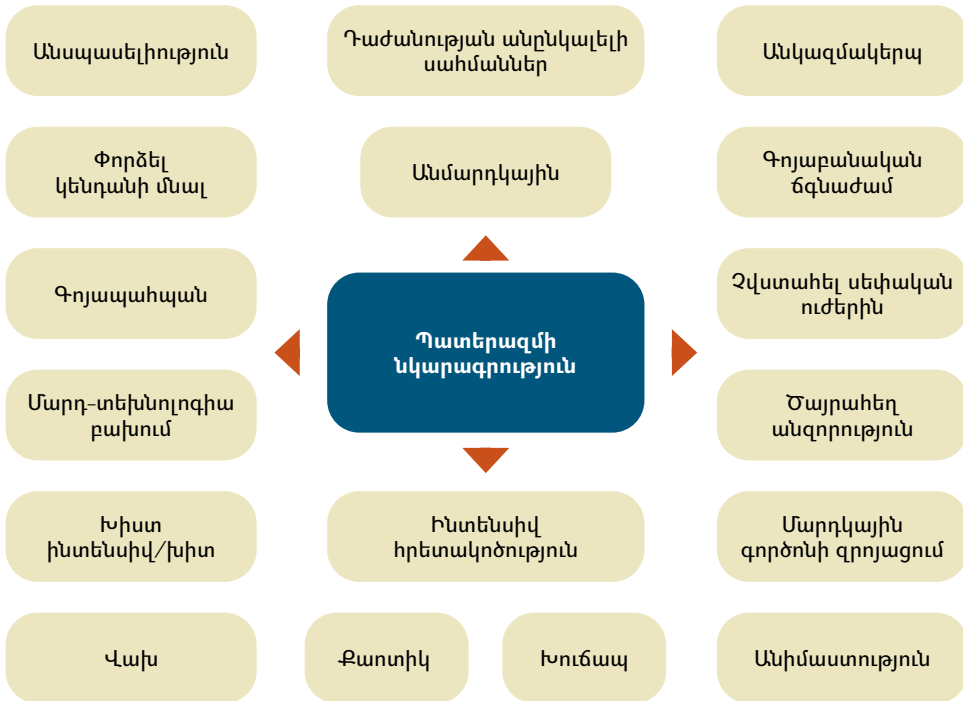 Անսպասելիություն
Դաժանության անընկալելի
սահմաններ
Անկազմակերպ
Փորձել
կենդանի մնալ
Անմարդկային
Գոյաբանական
ճգնաժամ
Գոյապահպան
Պատերազմի
նկարագրություն
Չվստահել սեփական
ուժերին
Մարդ-տեխնոլոգիա
բախում
Ծայրահեղ
անզորություն
Խիստ
ինտենսիվ/խիտ
Ինտենսիվ
հրետակոծություն
Մարդկային
գործոնի զրոյացում
Վախ
Քաոտիկ
Խուճապ
Անիմաստություն